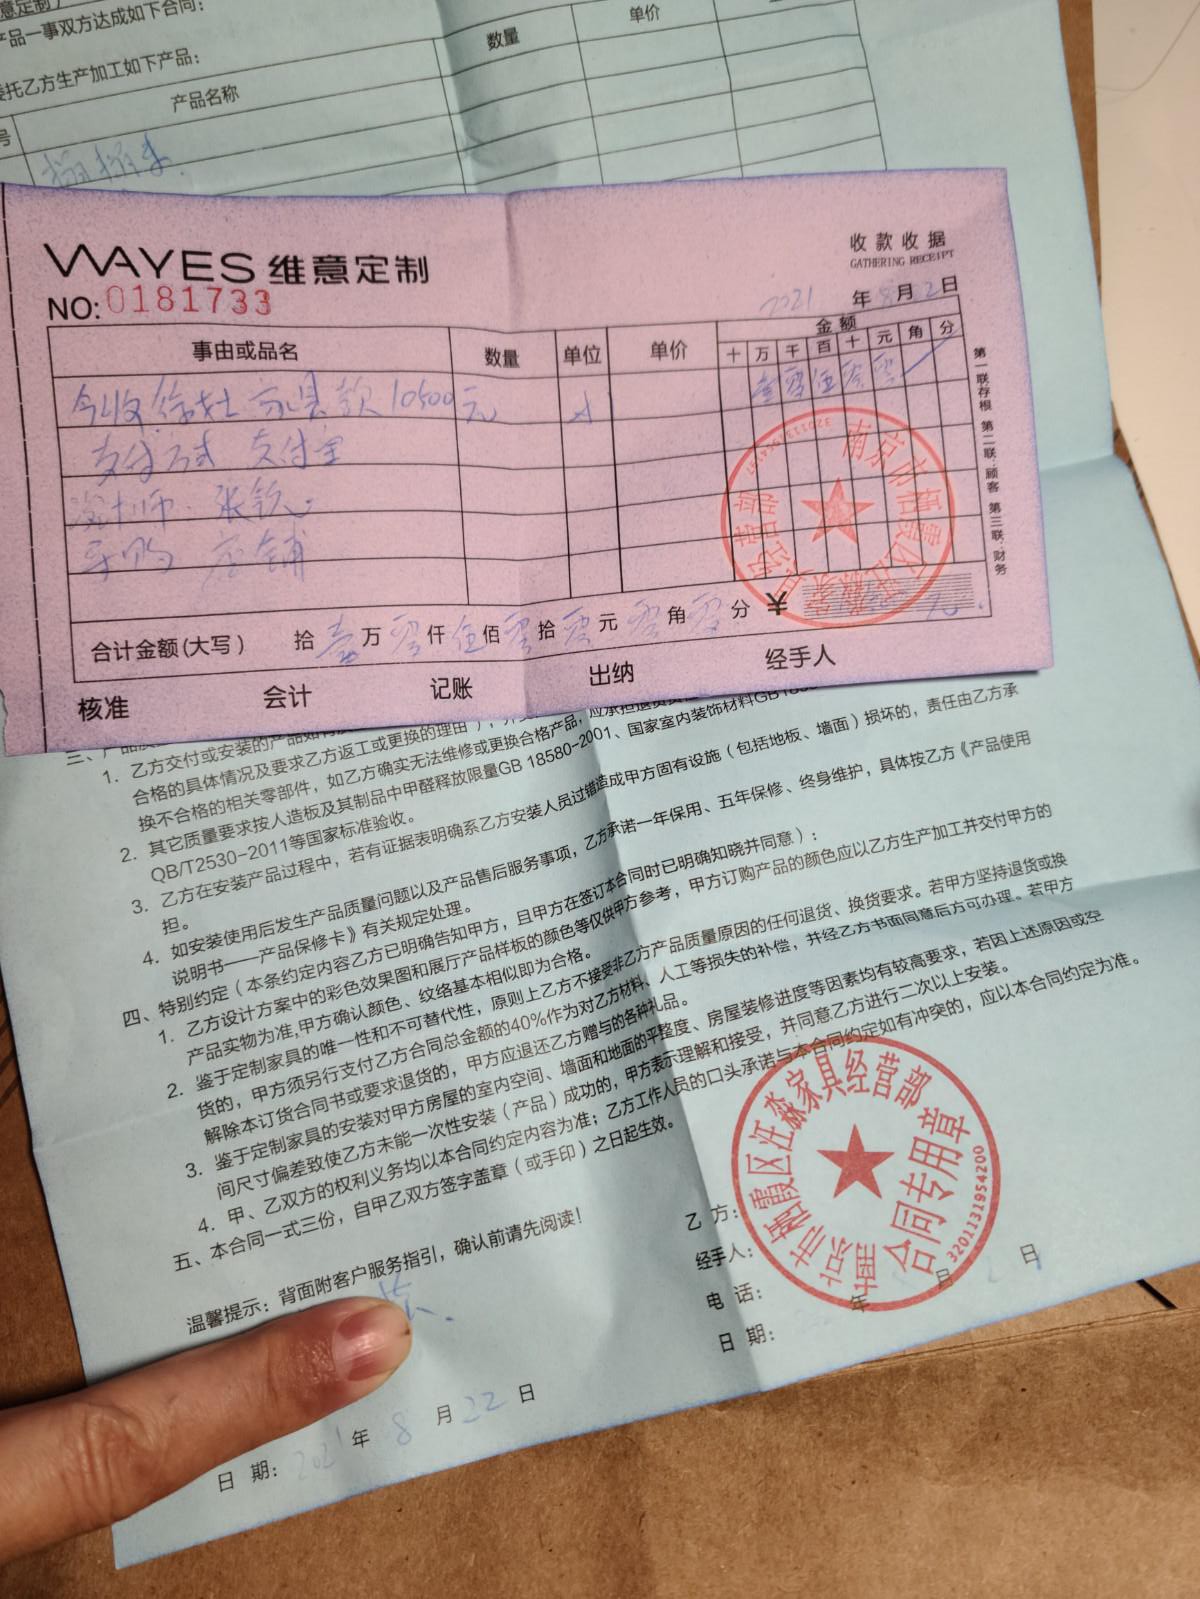 意定制）
产品一事双方达成如下合同：
委托乙方生产加工如下产品：
号 产品名称 数量 单价
WAYES 维意定制
收款收据
GATHERING RECEIPT
NO: 0181733
2021 年 8 月 22 日
事由或品名 数量 单位 单价 金额
十 万 千 百 十 元 角 分
今收 家具款 10500元
壹 零 伍 零 零
支付方式 支付宝
设计师 张钦
导购 店铺
第一联:存根 第二联:顾客 第三联:财务
合计金额(大写) 拾 壹 万 零 仟 伍 佰 零 拾 零 元 零 角 零 分 ¥
核准 会计 记账 出纳 经手人
1. 乙方交付或安装的产品如
合格的具体情况及要求乙方返工或更换的理由），
换不合格的相关零部件，如乙方确实无法维修或更换合格产品，应承担退货责任
2. 其它质量要求按人造板及其制品中甲醛释放限量GB 18580-2001、国家室内装饰材料GB
QB/T2530-2011等国家标准验收。
3. 乙方在安装产品过程中，若有证据表明确系乙方安装人员过错造成甲方固有设施（包括地板、墙面）损坏的，责任由乙方承
担。
4. 如安装使用后发生产品质量问题以及产品售后服务事项，乙方承诺一年保用、五年保修、终身维护，具体按乙方《产品使用
说明书——产品保修卡》有关规定处理。
四、特别约定（本条约定内容乙方已明确告知甲方，且甲方在签订本合同时已明确知晓并同意）：
1. 乙方设计方案中的彩色效果图和展厅产品样板的颜色等仅供甲方参考，甲方订购产品的颜色应以乙方生产加工并交付甲方的
产品实物为准,甲方确认颜色、纹络基本相似即为合格。
2. 鉴于定制家具的唯一性和不可替代性，原则上乙方不接受非乙方产品质量原因的任何退货、换货要求。若甲方坚持退货或换
货的，甲方须另行支付乙方合同总金额的40%作为对乙方材料、人工等损失的补偿，并经乙方书面同意后方可办理。若甲方
解除本订货合同书或要求退货的，甲方应退还乙方赠与的各种礼品。
3. 鉴于定制家具的安装对甲方房屋的室内空间、墙面和地面的平整度、房屋装修进度等因素均有较高要求，若因上述原因或空
间尺寸偏差致使乙方未能一次性安装（产品）成功的，甲方表示理解和接受，并同意乙方进行二次以上安装。
4. 甲、乙双方的权利义务均以本合同约定内容为准；乙方工作人员的口头承诺与本合同约定如有冲突的，应以本合同约定为准。
五、本合同一式三份，自甲乙双方签字盖章（或手印）之日起生效。
温馨提示：背面附客户服务指引，确认前请先阅读！
乙 方：
经手人：
电 话：
日 期： 年 月 日
南京市栖霞区汪淼家具经营部
合同专用章
3201131954200
日 期： 2021 年 8 月 22 日